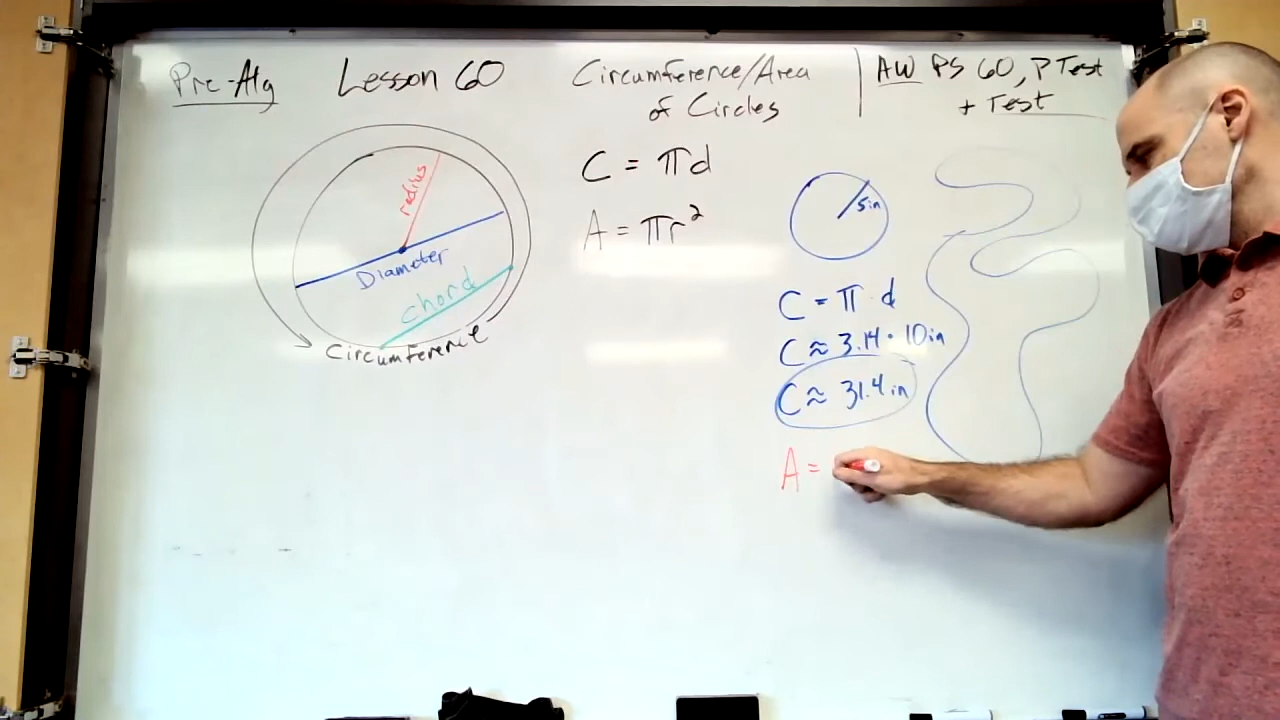 Pre-Alg
Lesson 60
Circumference/Area
of Circles
AW PS 60, P Test
+ Test
radius
Diameter
chord
Circumference
C = πd
A = πr²
5in
C = π · d
C ≈ 3.14 · 10in
C ≈ 31.4in
A =